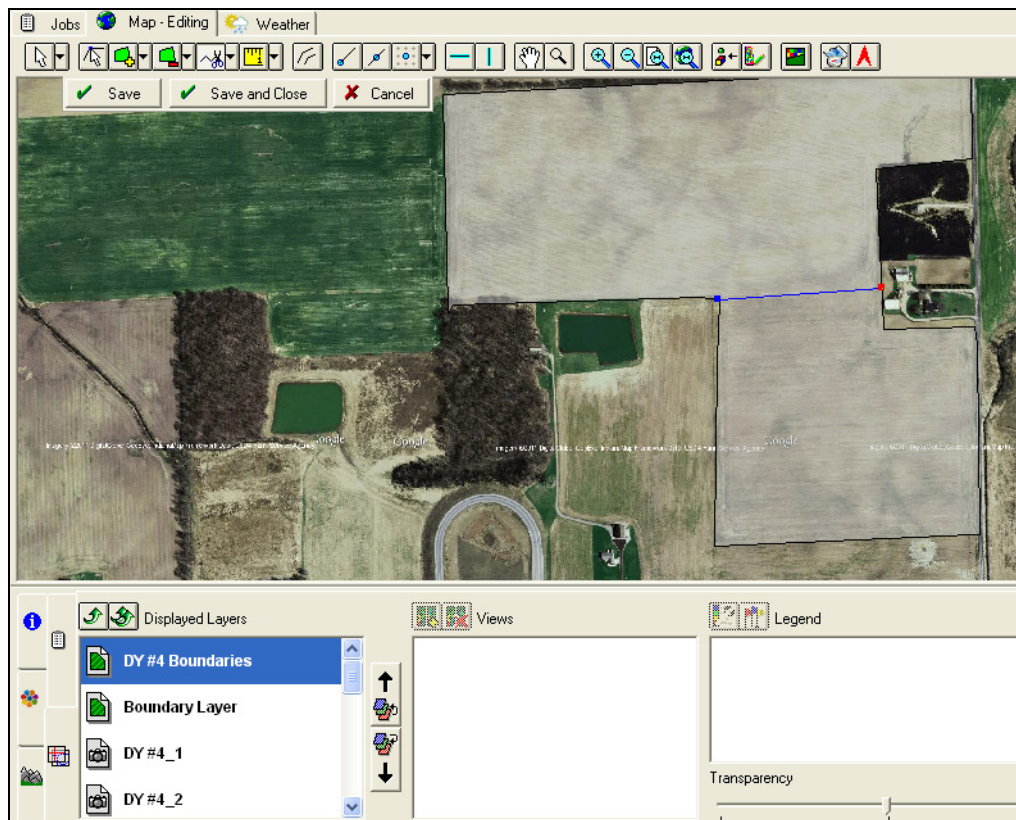 Jobs Map - Editing Weather
Save Save and Close Cancel
Google Google Google
Displayed Layers Views Legend
DY #4 Boundaries
Boundary Layer
DY #4_1
Transparency
DY #4_2